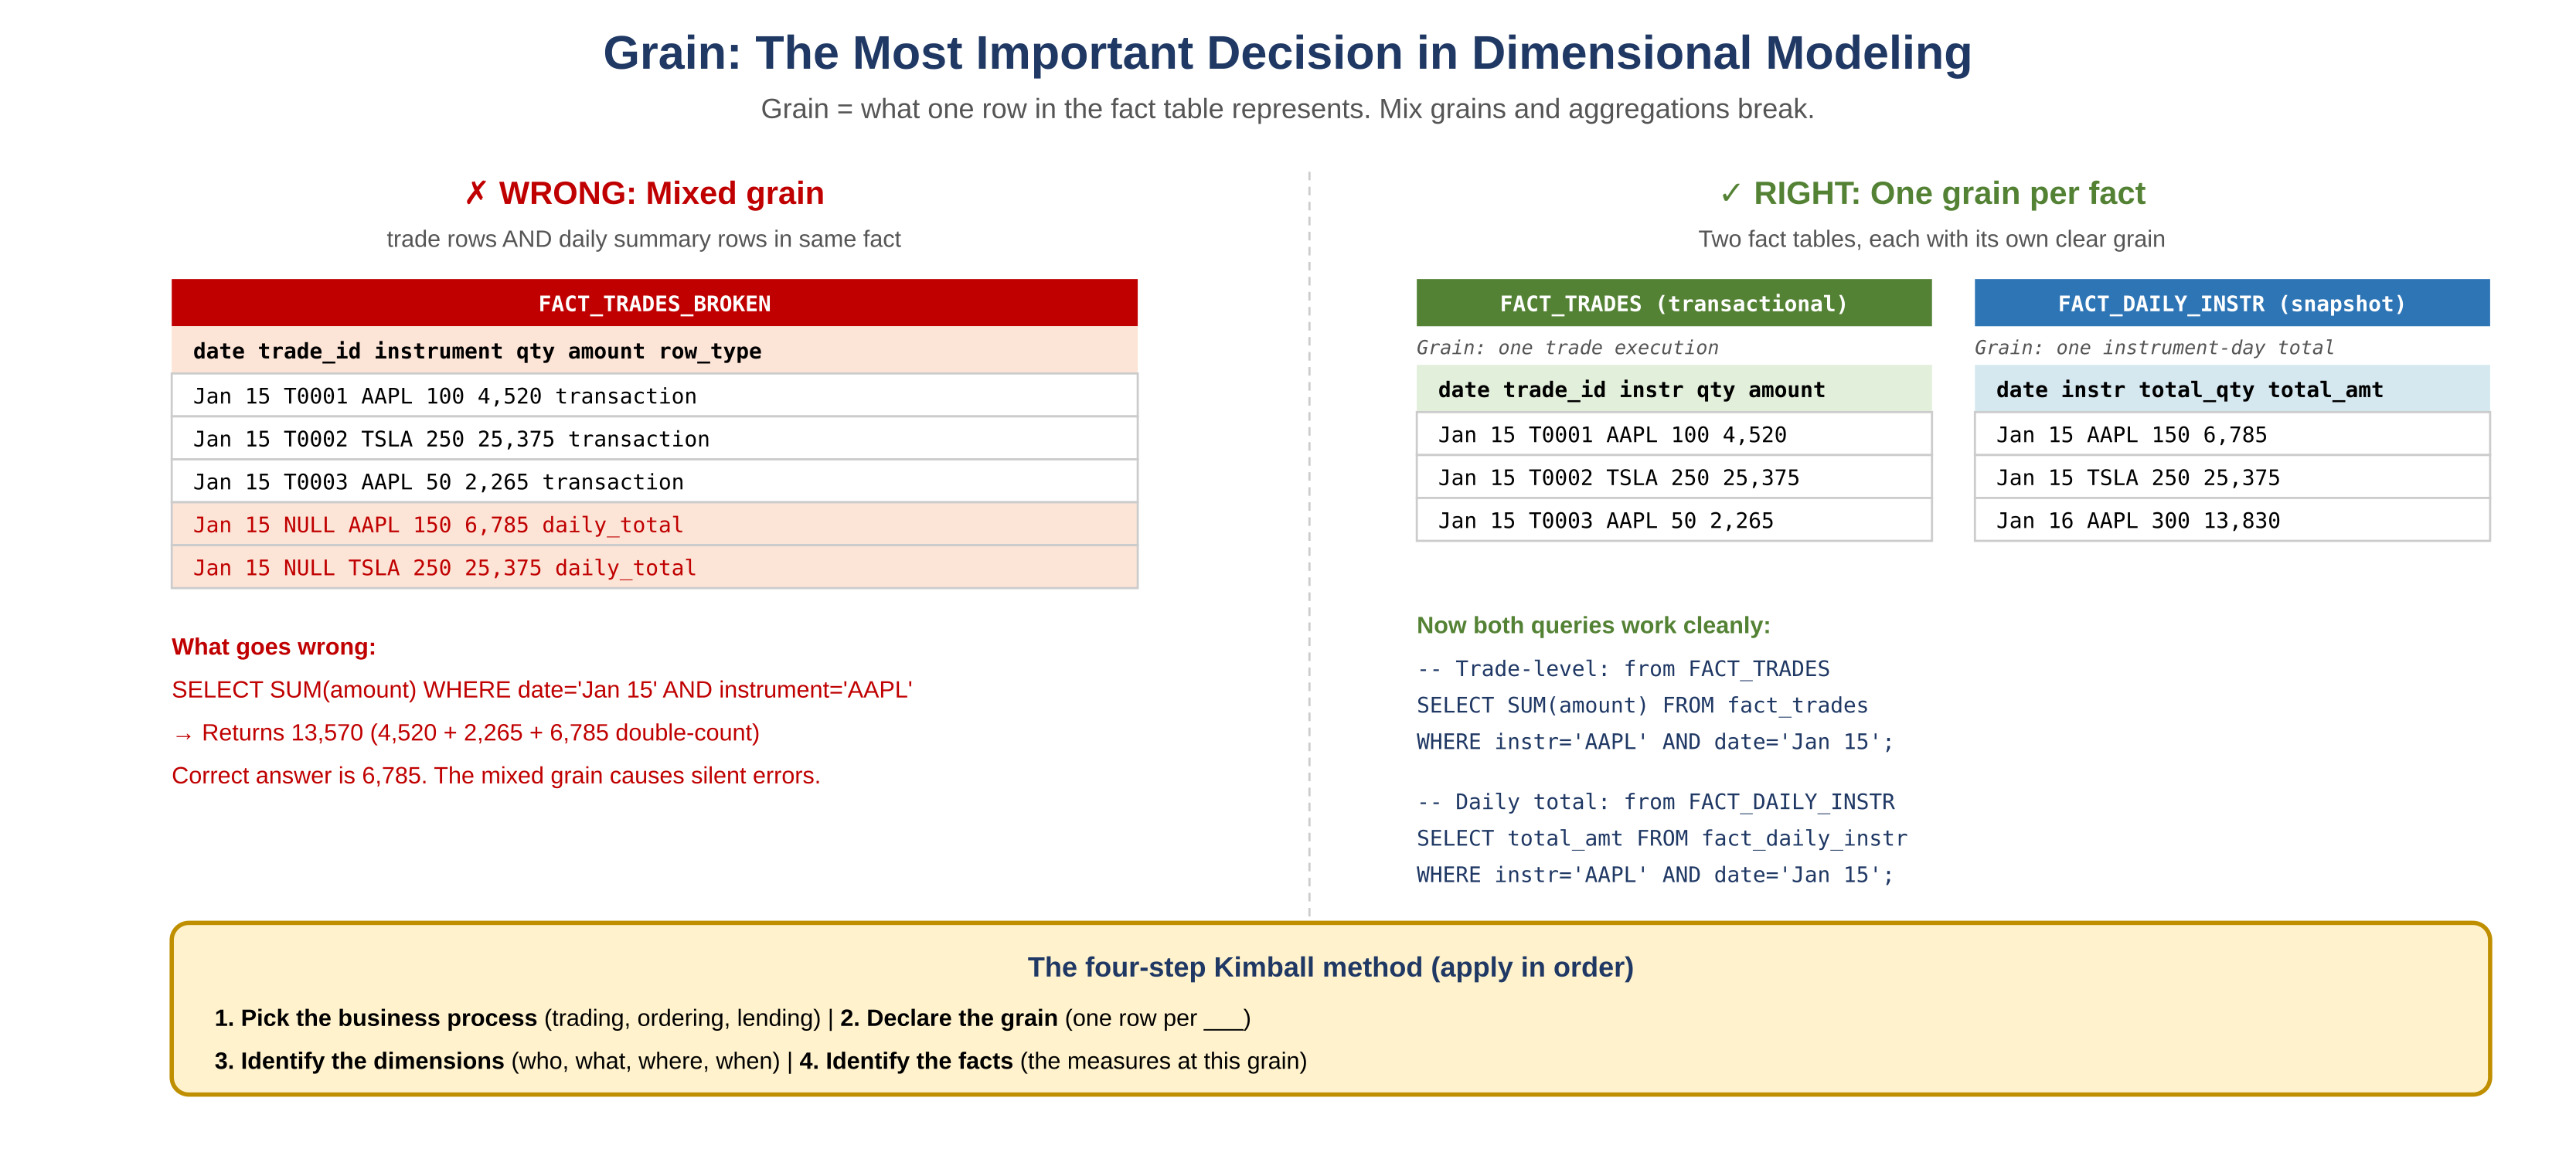 Grain: The Most Important Decision in Dimensional Modeling
Grain = what one row in the fact table represents. Mix grains and aggregations break.
✗ WRONG: Mixed grain
trade rows AND daily summary rows in same fact
FACT_TRADES_BROKEN
date trade_id instrument qty amount row_type
Jan 15 T0001 AAPL 100 4,520 transaction
Jan 15 T0002 TSLA 250 25,375 transaction
Jan 15 T0003 AAPL 50 2,265 transaction
Jan 15 NULL AAPL 150 6,785 daily_total
Jan 15 NULL TSLA 250 25,375 daily_total
What goes wrong:
SELECT SUM(amount) WHERE date='Jan 15' AND instrument='AAPL'
→ Returns 13,570 (4,520 + 2,265 + 6,785 double-count)
Correct answer is 6,785. The mixed grain causes silent errors.
✓ RIGHT: One grain per fact
Two fact tables, each with its own clear grain
FACT_TRADES (transactional)
Grain: one trade execution
date trade_id instr qty amount
Jan 15 T0001 AAPL 100 4,520
Jan 15 T0002 TSLA 250 25,375
Jan 15 T0003 AAPL 50 2,265
FACT_DAILY_INSTR (snapshot)
Grain: one instrument-day total
date instr total_qty total_amt
Jan 15 AAPL 150 6,785
Jan 15 TSLA 250 25,375
Jan 16 AAPL 300 13,830
Now both queries work cleanly:
-- Trade-level: from FACT_TRADES
SELECT SUM(amount) FROM fact_trades
WHERE instr='AAPL' AND date='Jan 15';
-- Daily total: from FACT_DAILY_INSTR
SELECT total_amt FROM fact_daily_instr
WHERE instr='AAPL' AND date='Jan 15';
The four-step Kimball method (apply in order)
1. Pick the business process (trading, ordering, lending) | 2. Declare the grain (one row per ___)
3. Identify the dimensions (who, what, where, when) | 4. Identify the facts (the measures at this grain)